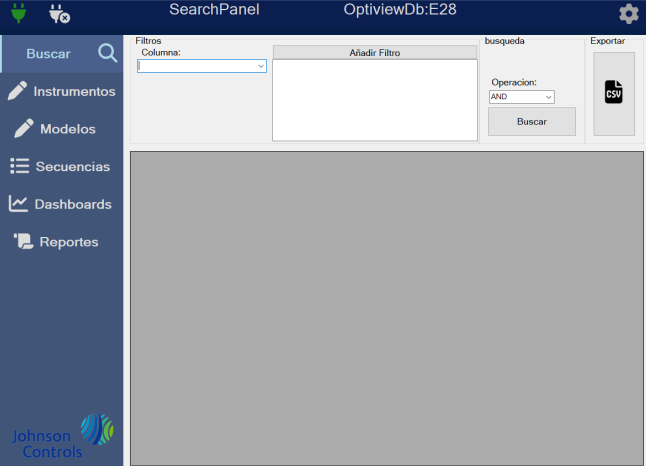 SearchPanel OptiviewDb:E28
Buscar
Instrumentos
Modelos
Secuencias
Dashboards
Reportes
Johnson
Controls
Filtros
Columna:
Añadir Filtro
busqueda
Operacion:
AND
Buscar
Exportar
CSV